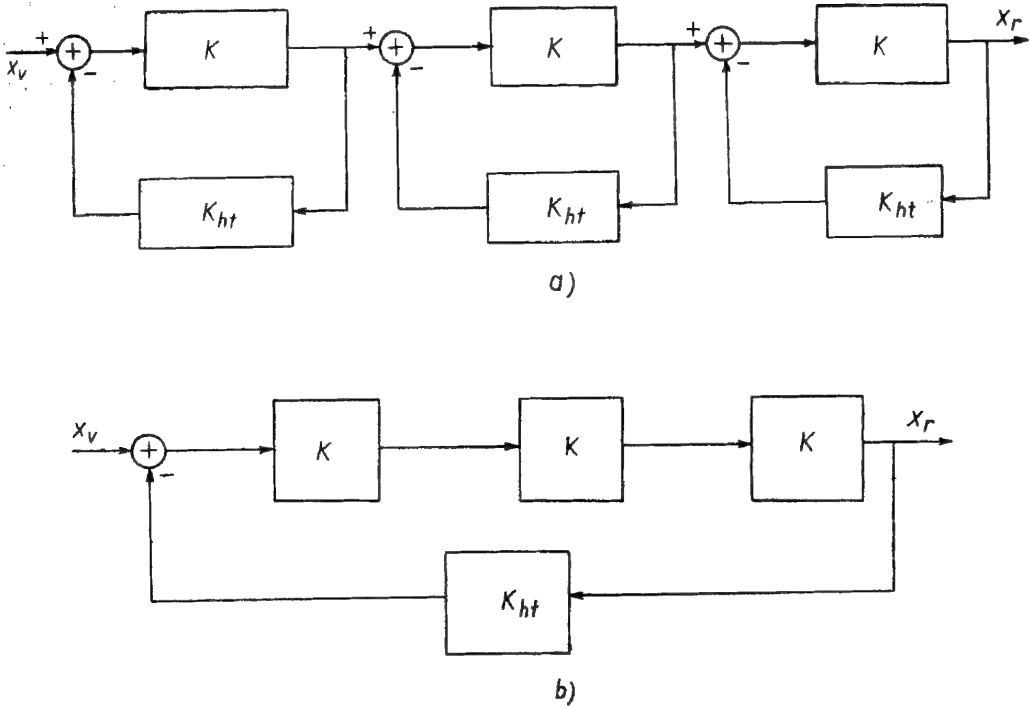 + K + K + K X_r
X_v - - -
K_ht K_ht K_ht
a)
X_v + K K K X_r
-
K_ht
b)